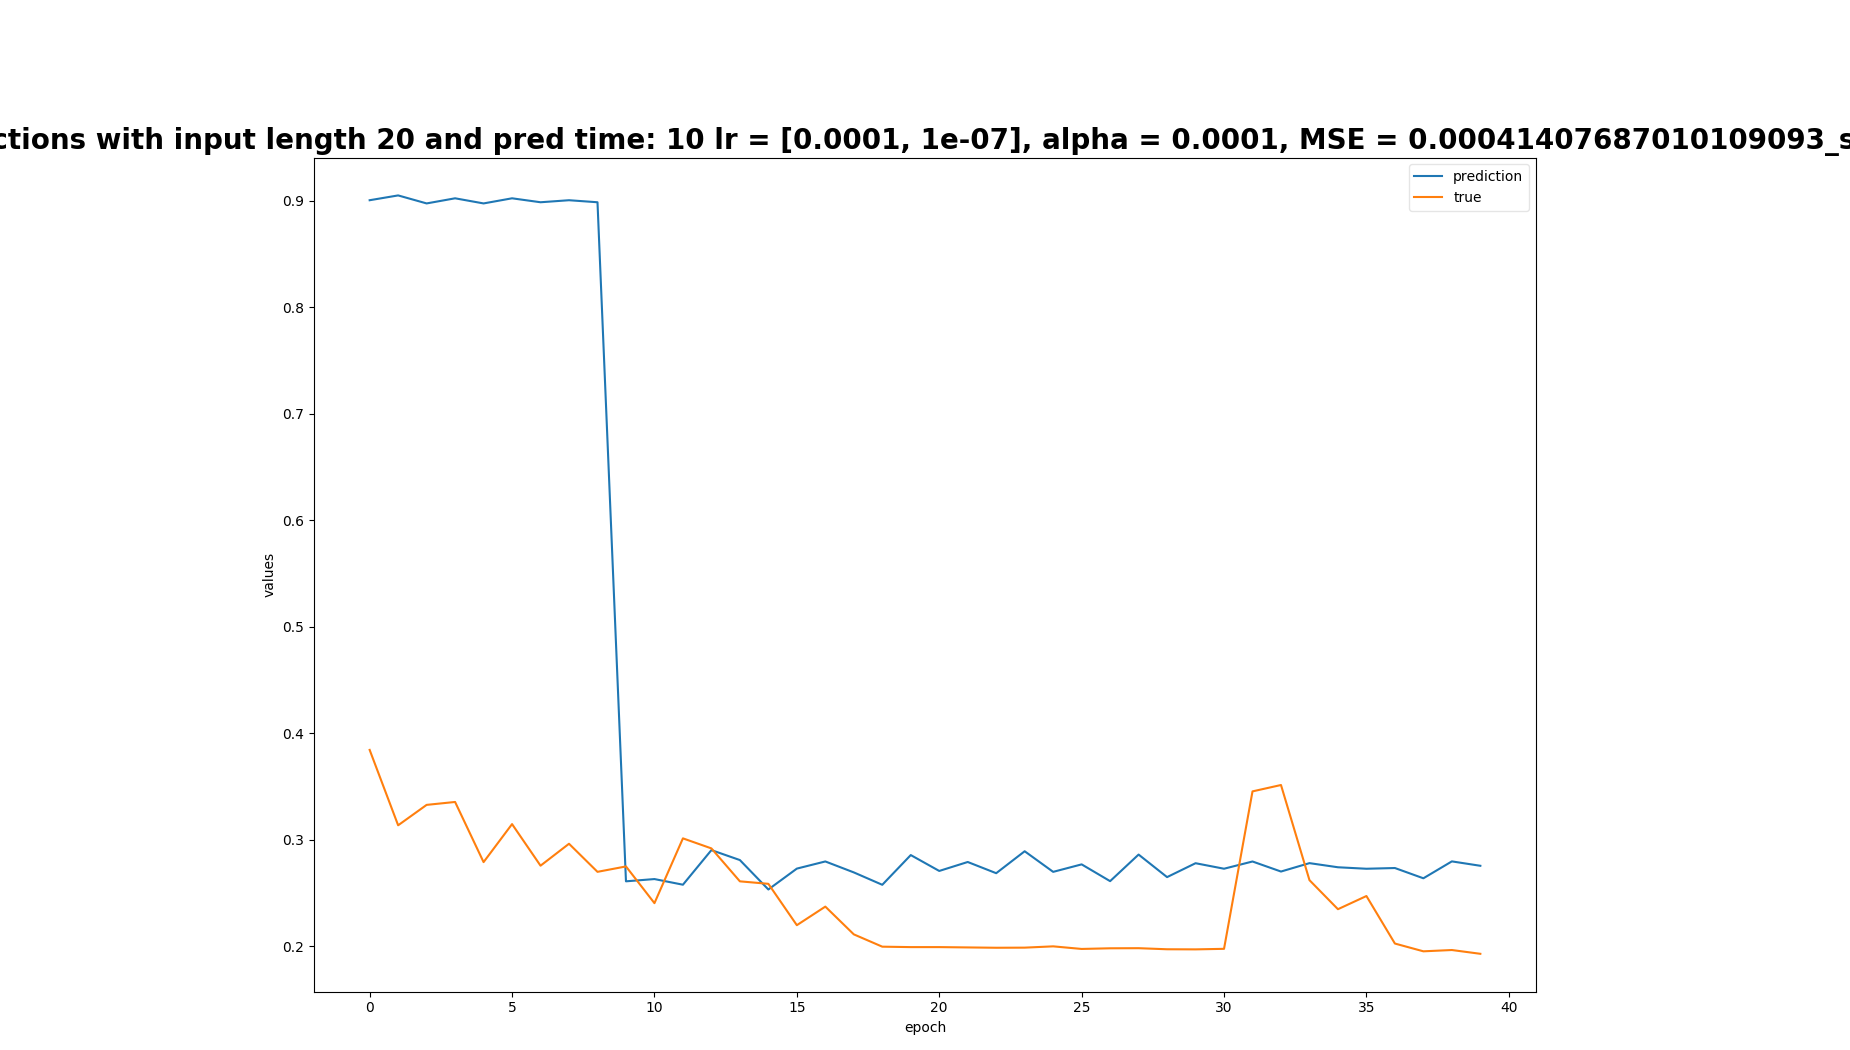 with input length 20 and pred time: 10 lr = [0.0001, 1e-07], alpha = 0.0001, MSE = 0.00041407687010109093_s
prediction
true
0.9
0.8
0.7
0.6
0.5
0.4
0.3
0.2
values
0 5 10 15 20 25 30 35 40
epoch